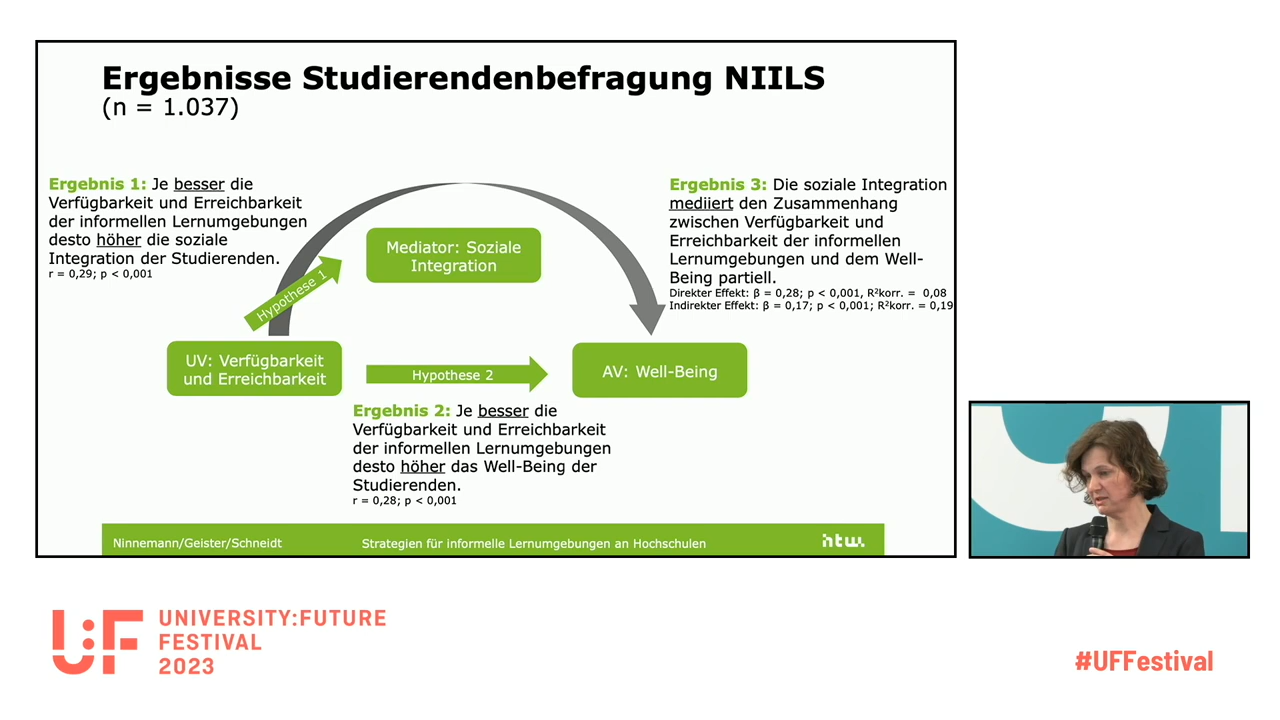 Ergebnisse Studierendenbefragung NIILS
(n = 1.037)
Ergebnis 1: Je besser die
Verfügbarkeit und Erreichbarkeit
der informellen Lernumgebungen
desto höher die soziale
Integration der Studierenden.
r = 0,29; p < 0,001
Hypothese 1
Mediator: Soziale
Integration
Ergebnis 3: Die soziale Integration
mediiert den Zusammenhang
zwischen Verfügbarkeit und
Erreichbarkeit der informellen
Lernumgebungen und dem Well-
Being partiell.
Direkter Effekt: β = 0,28; p < 0,001, R²korr. = 0,08
Indirekter Effekt: β = 0,17; p < 0,001; R²korr. = 0,19
UV: Verfügbarkeit
und Erreichbarkeit
Hypothese 2
AV: Well-Being
Ergebnis 2: Je besser die
Verfügbarkeit und Erreichbarkeit
der informellen Lernumgebungen
desto höher das Well-Being der
Studierenden.
r = 0,28; p < 0,001
Ninnemann/Geister/Schneidt
Strategien für informelle Lernumgebungen an Hochschulen
htw.
U:F
UNIVERSITY:FUTURE
FESTIVAL
2023
#UFFestival